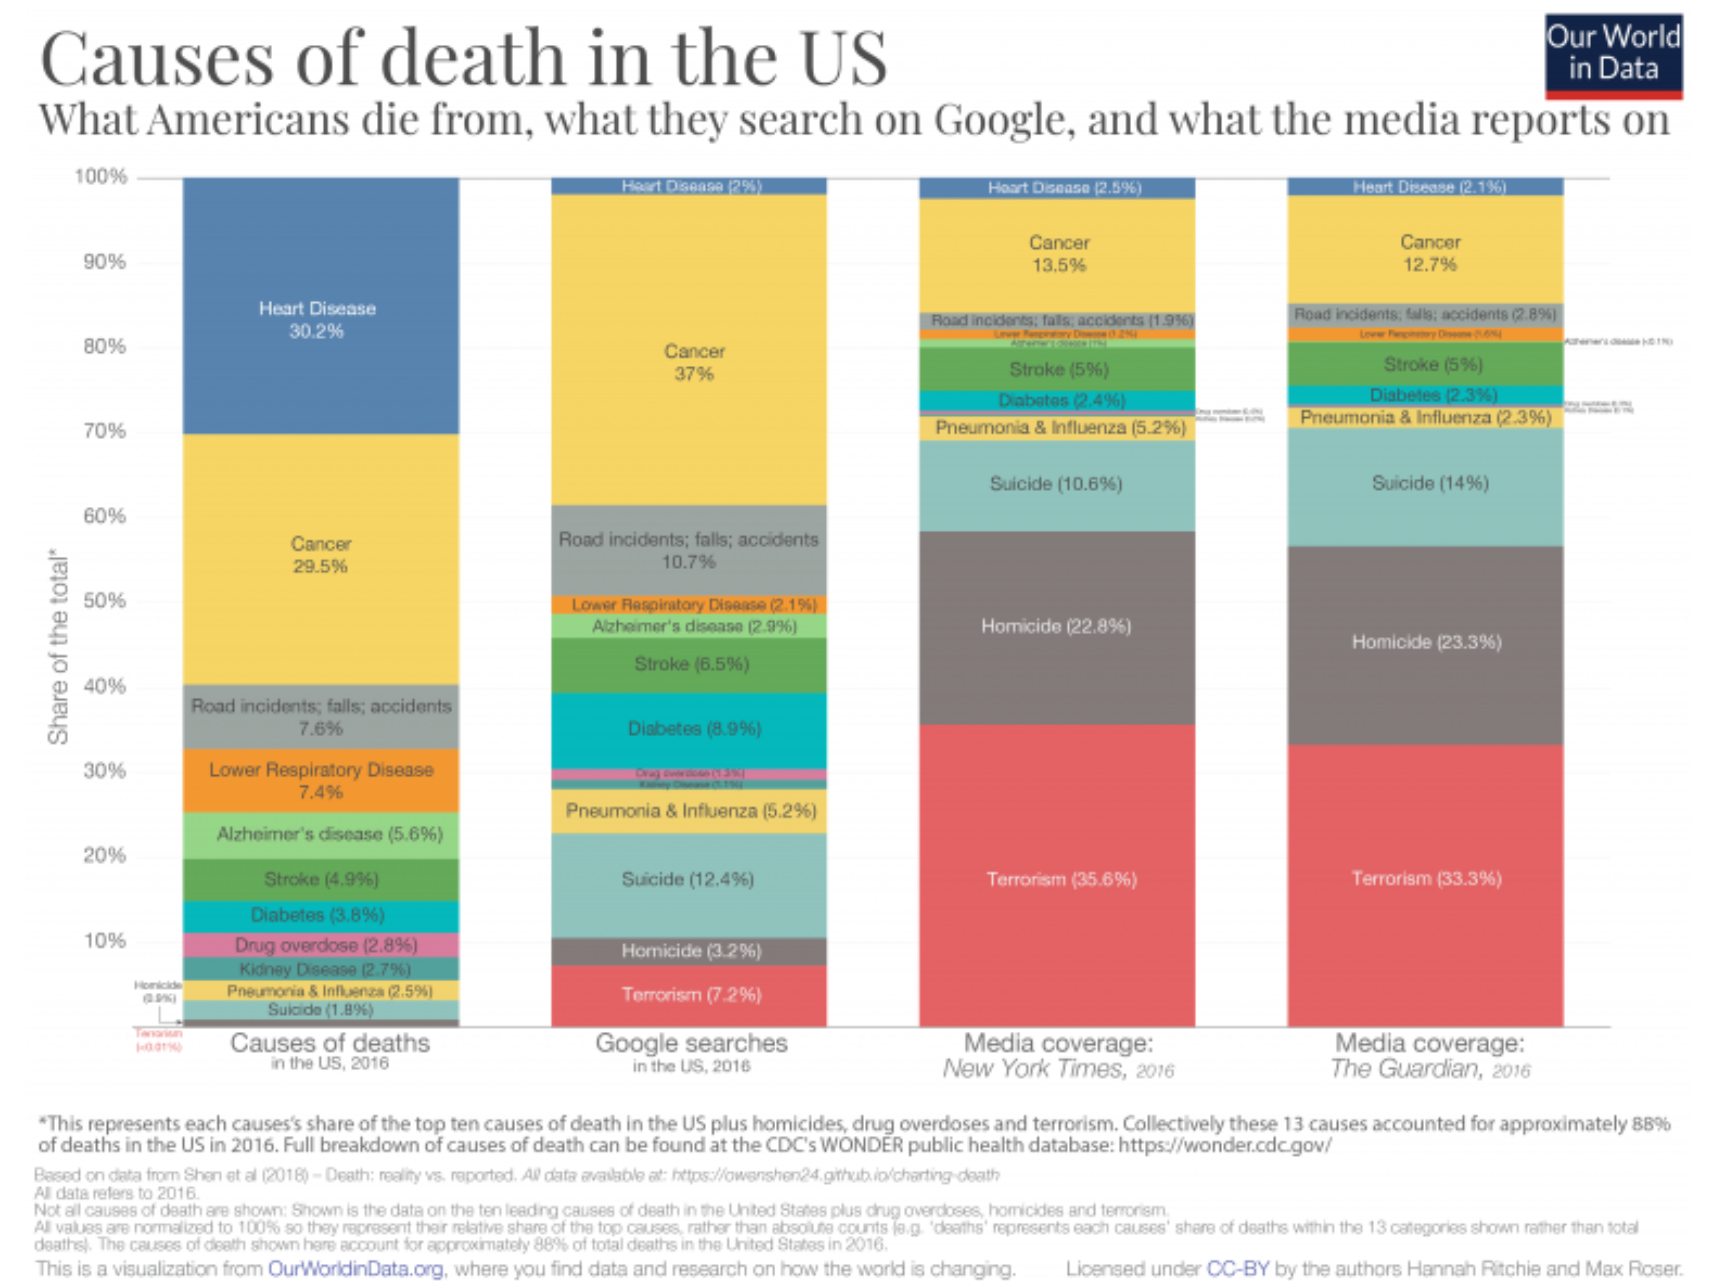 Causes of death in the US
Our World
in Data
What Americans die from, what they search on Google, and what the media reports on
Share of the total*
100%
90%
80%
70%
60%
50%
40%
30%
20%
10%
Heart Disease
30.2%
Cancer
29.5%
Road incidents; falls; accidents
7.6%
Lower Respiratory Disease
7.4%
Alzheimer's disease (5.6%)
Stroke (4.9%)
Diabetes (3.8%)
Drug overdose (2.8%)
Kidney Disease (2.7%)
Pneumonia & Influenza (2.5%)
Suicide (1.8%)
Homicide
(0.9%)
Terrorism
(<0.01%)
Causes of deaths
in the US, 2016
Heart Disease (2%)
Cancer
37%
Road incidents; falls; accidents
10.7%
Lower Respiratory Disease (2.1%)
Alzheimer's disease (2.9%)
Stroke (6.5%)
Diabetes (8.9%)
Drug overdose (1.3%)
Kidney Disease (1.1%)
Pneumonia & Influenza (5.2%)
Suicide (12.4%)
Homicide (3.2%)
Terrorism (7.2%)
Google searches
in the US, 2016
Heart Disease (2.5%)
Cancer
13.5%
Road incidents; falls; accidents (1.9%)
Lower Respiratory Disease (1.2%)
Alzheimer's disease (1%)
Stroke (5%)
Diabetes (2.4%)
Drug overdose
Kidney Disease
Pneumonia & Influenza (5.2%)
Suicide (10.6%)
Homicide (22.8%)
Terrorism (35.6%)
Media coverage:
New York Times, 2016
Heart Disease (2.1%)
Cancer
12.7%
Road incidents; falls; accidents (2.8%)
Lower Respiratory Disease (1.6%)
Alzheimer's disease (<0.1%)
Stroke (5%)
Diabetes (2.3%)
Drug overdose
Kidney Disease
Pneumonia & Influenza (2.3%)
Suicide (14%)
Homicide (23.3%)
Terrorism (33.3%)
Media coverage:
The Guardian, 2016
*This represents each causes's share of the top ten causes of death in the US plus homicides, drug overdoses and terrorism. Collectively these 13 causes accounted for approximately 88%
of deaths in the US in 2016. Full breakdown of causes of death can be found at the CDC's WONDER public health database: https://wonder.cdc.gov/
Based on data from Shen et al (2018) – Death: reality vs. reported. All data available at: https://owenshen24.github.io/charting-death
All data refers to 2016.
Not all causes of death are shown: Shown is the data on the ten leading causes of death in the United States plus drug overdoses, homicides and terrorism.
All values are normalized to 100% so they represent their relative share of the top causes, rather than absolute counts (e.g. 'deaths' represents each causes' share of deaths within the 13 categories shown rather than total
deaths). The causes of death shown here account for approximately 88% of total deaths in the United States in 2016.
This is a visualization from OurWorldinData.org, where you find data and research on how the world is changing.
Licensed under CC-BY by the authors Hannah Ritchie and Max Roser.